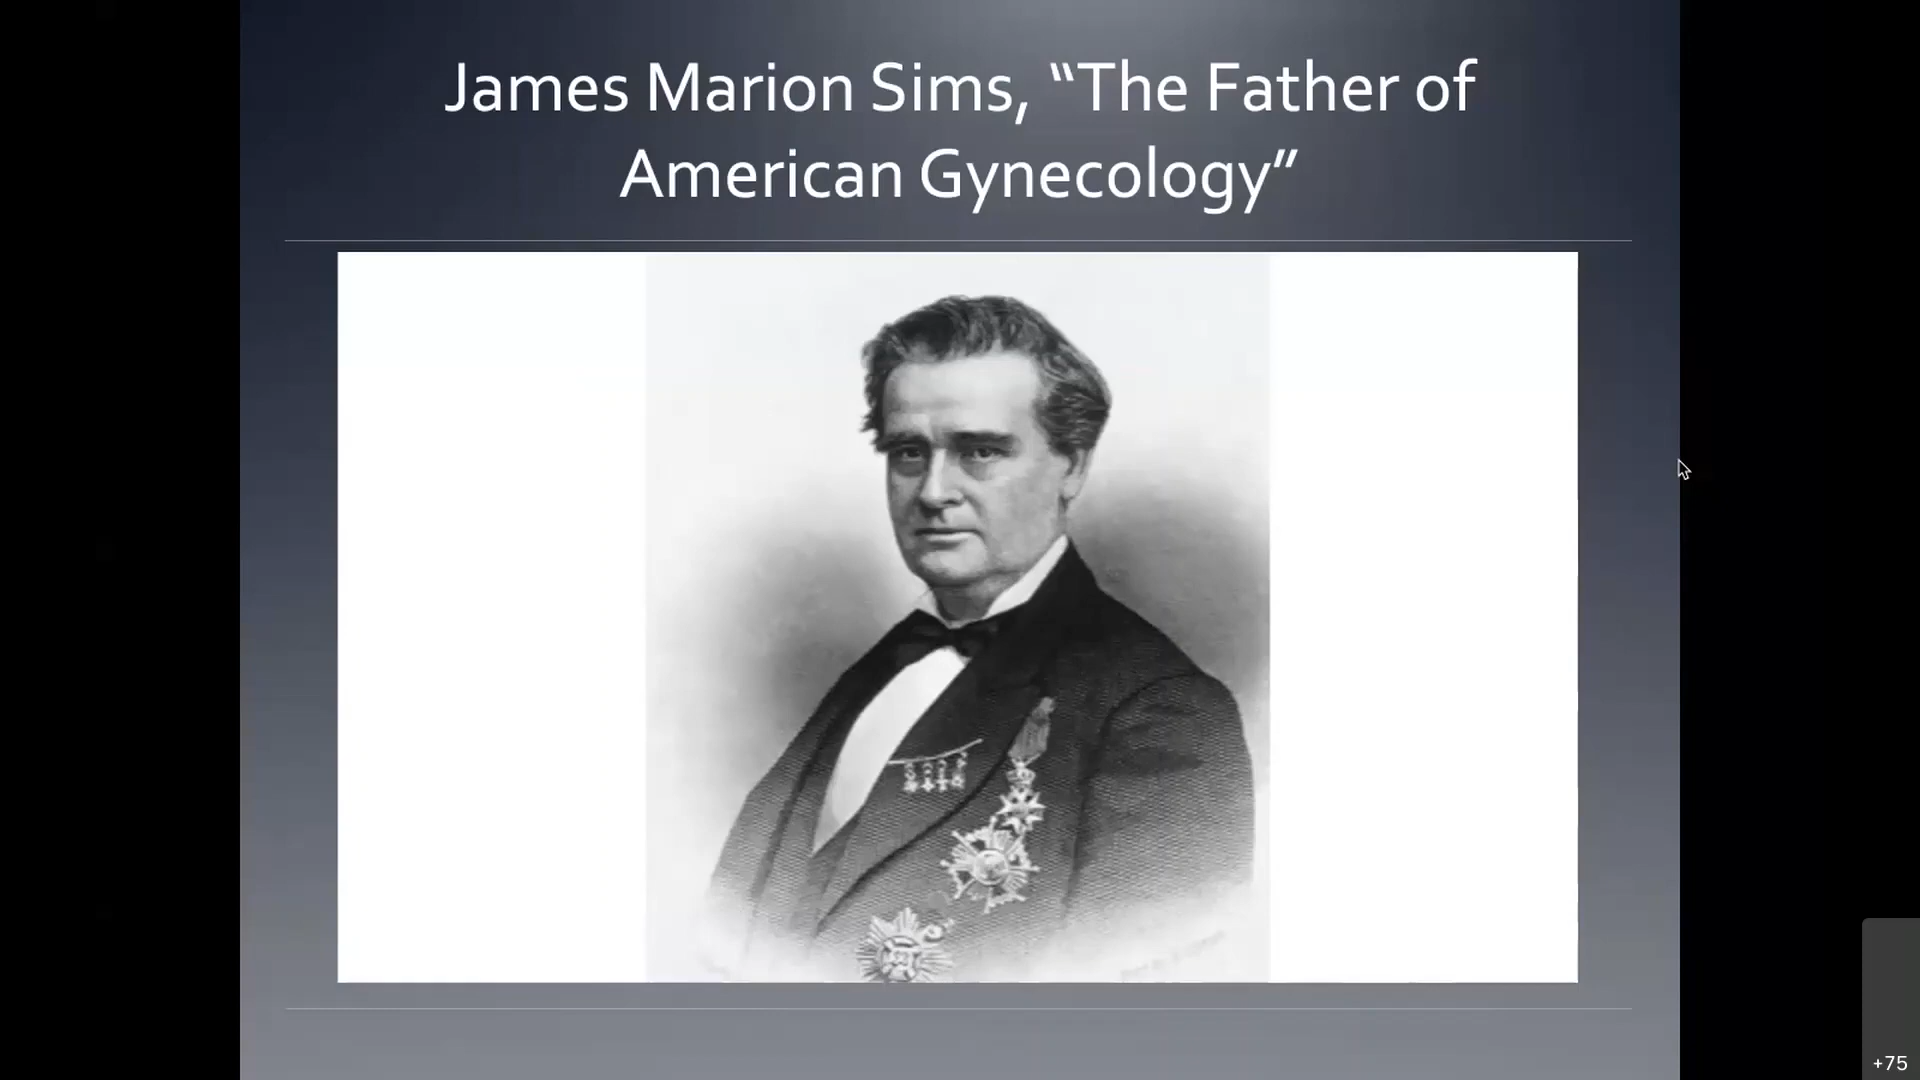 James Marion Sims, “The Father of
American Gynecology”
+75